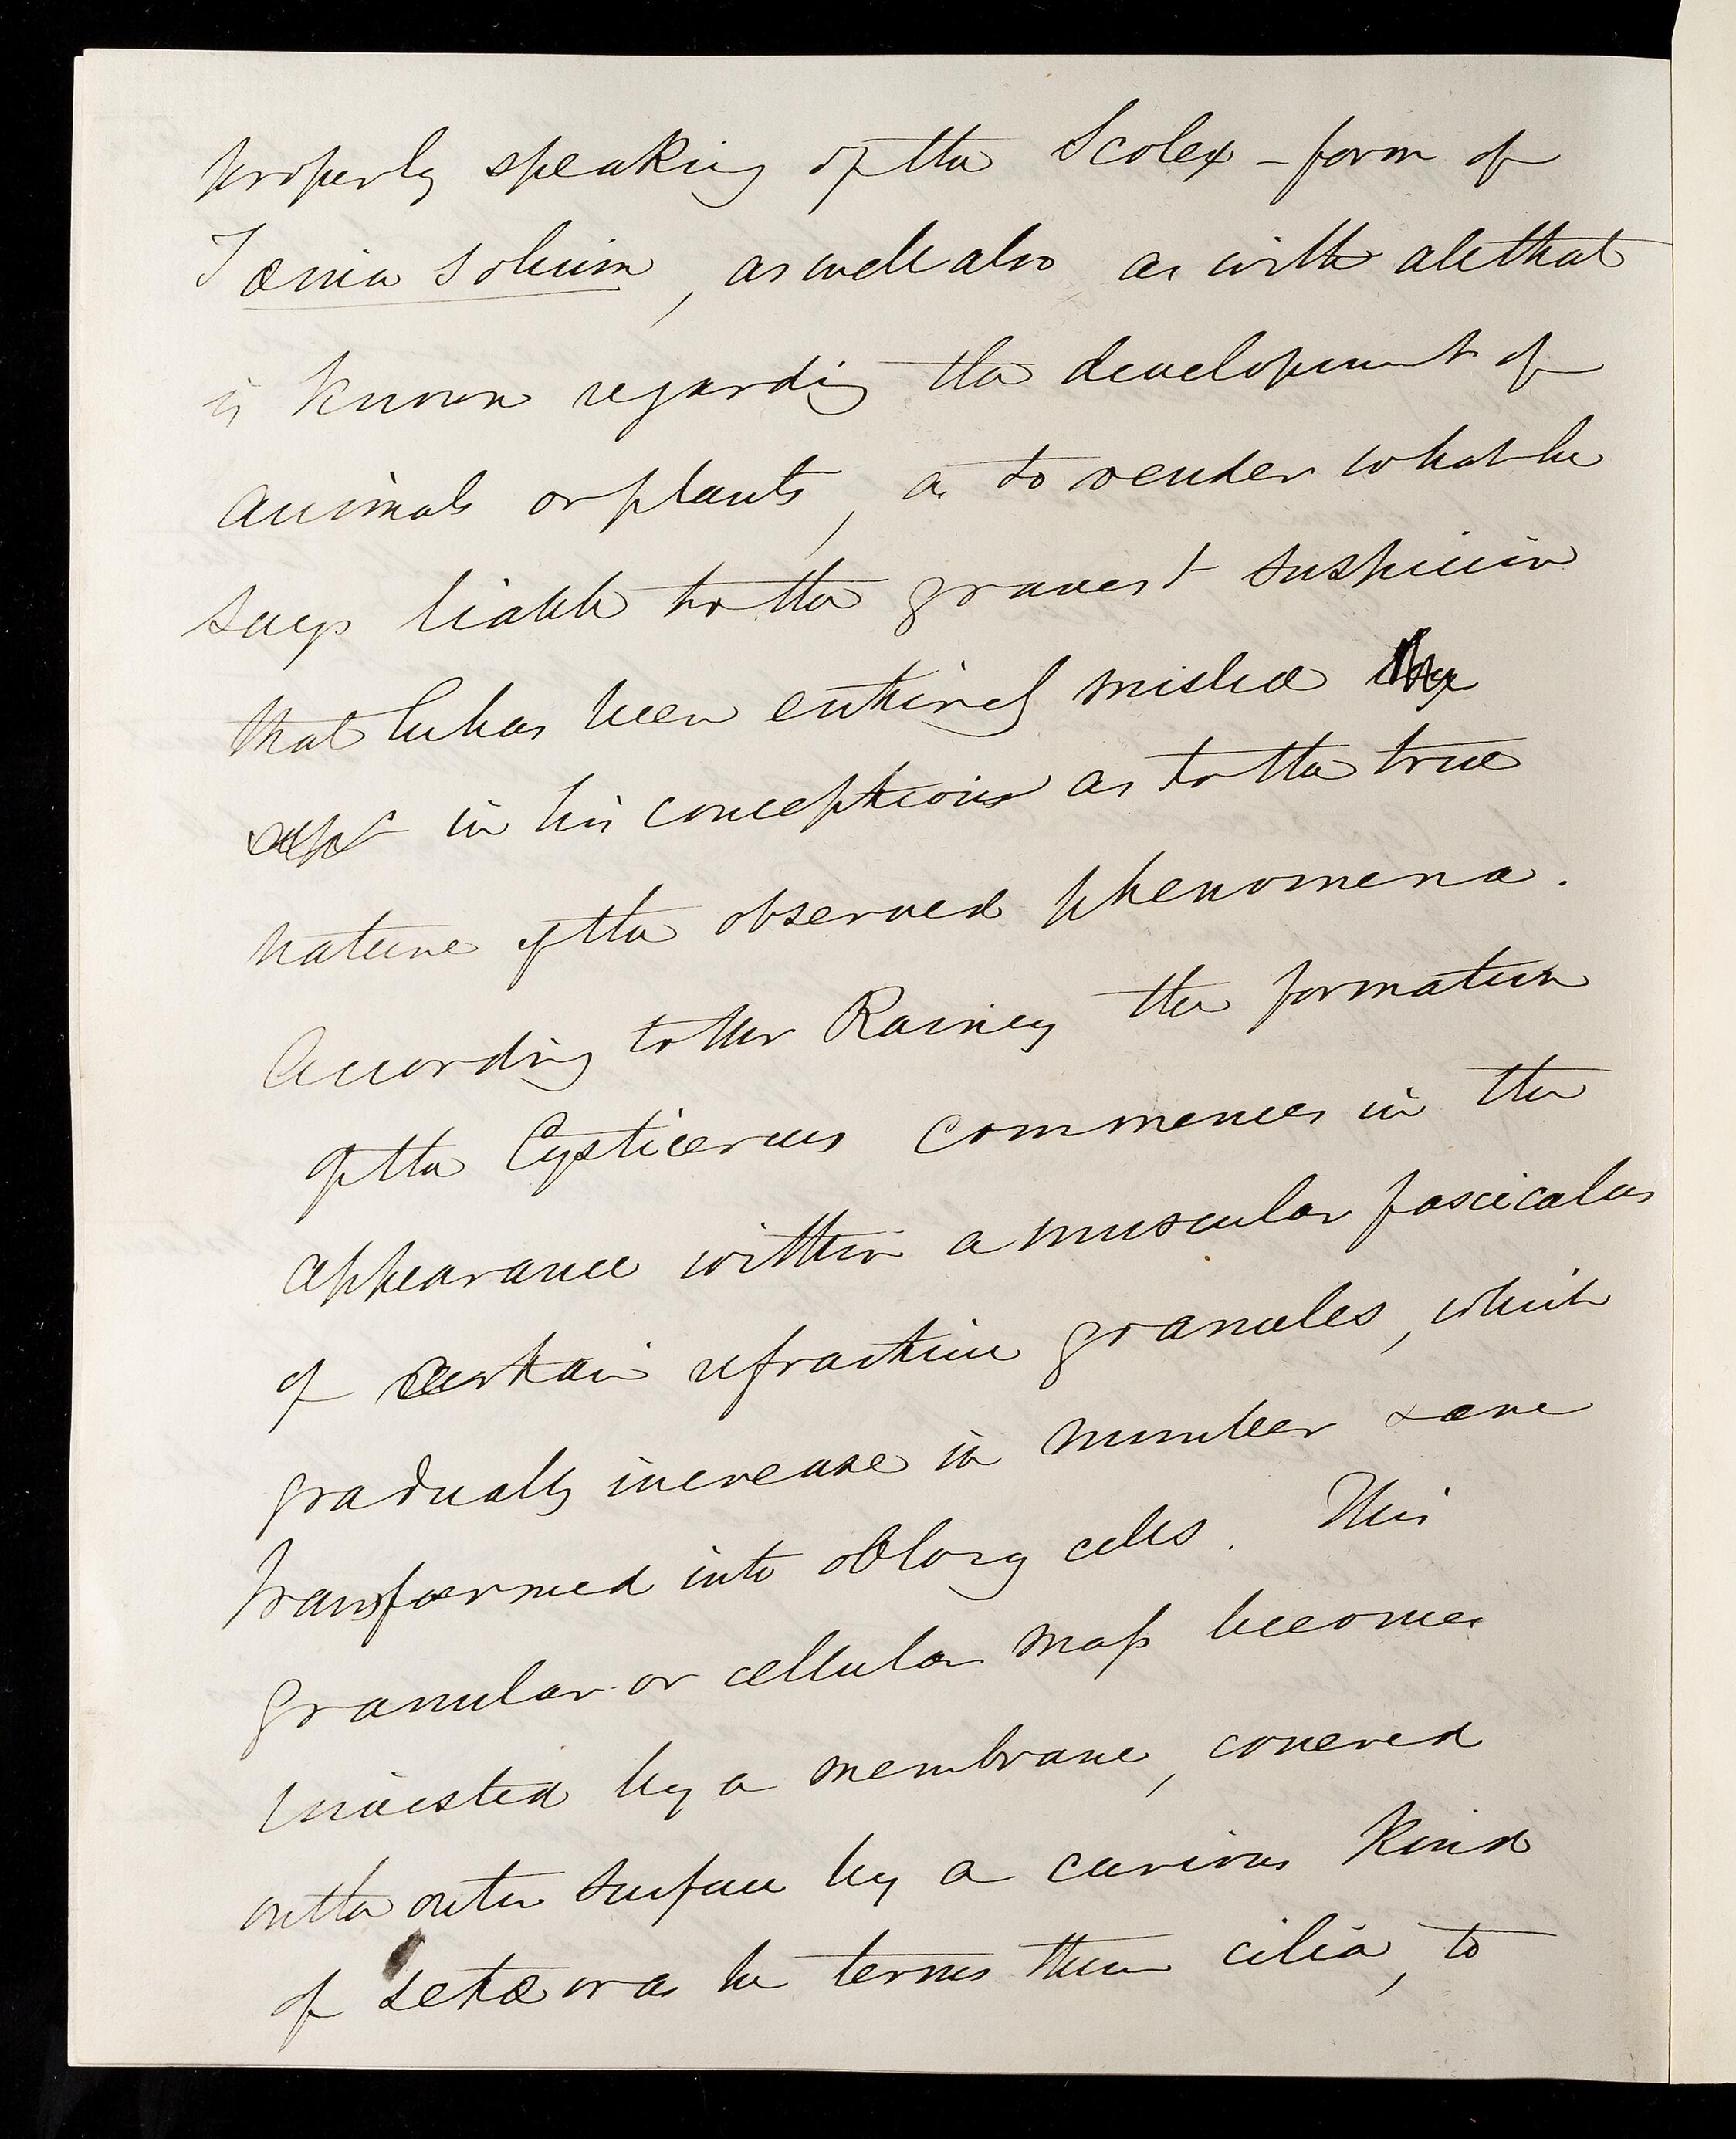 properly speaking of the Scolex - form of
Tænia solium, as well also as with all that
is known regarding the development of
animals or plants, as to render what he
says liable to the gravest suspicion
that he has been entirely misled
in his conceptions as to the true
nature of the observed phenomena.
According to Mr Rainey the formation
of the Cysticercus commences in the
appearance within a muscular fasciculus
of certain refractive granules, which
gradually increase in number & are
transformed into oblong cells. This
granular or cellular mass becomes
invested by a membrane, covered
on the outer surface by a curious kind
of setæ or as he terms them cilia, to